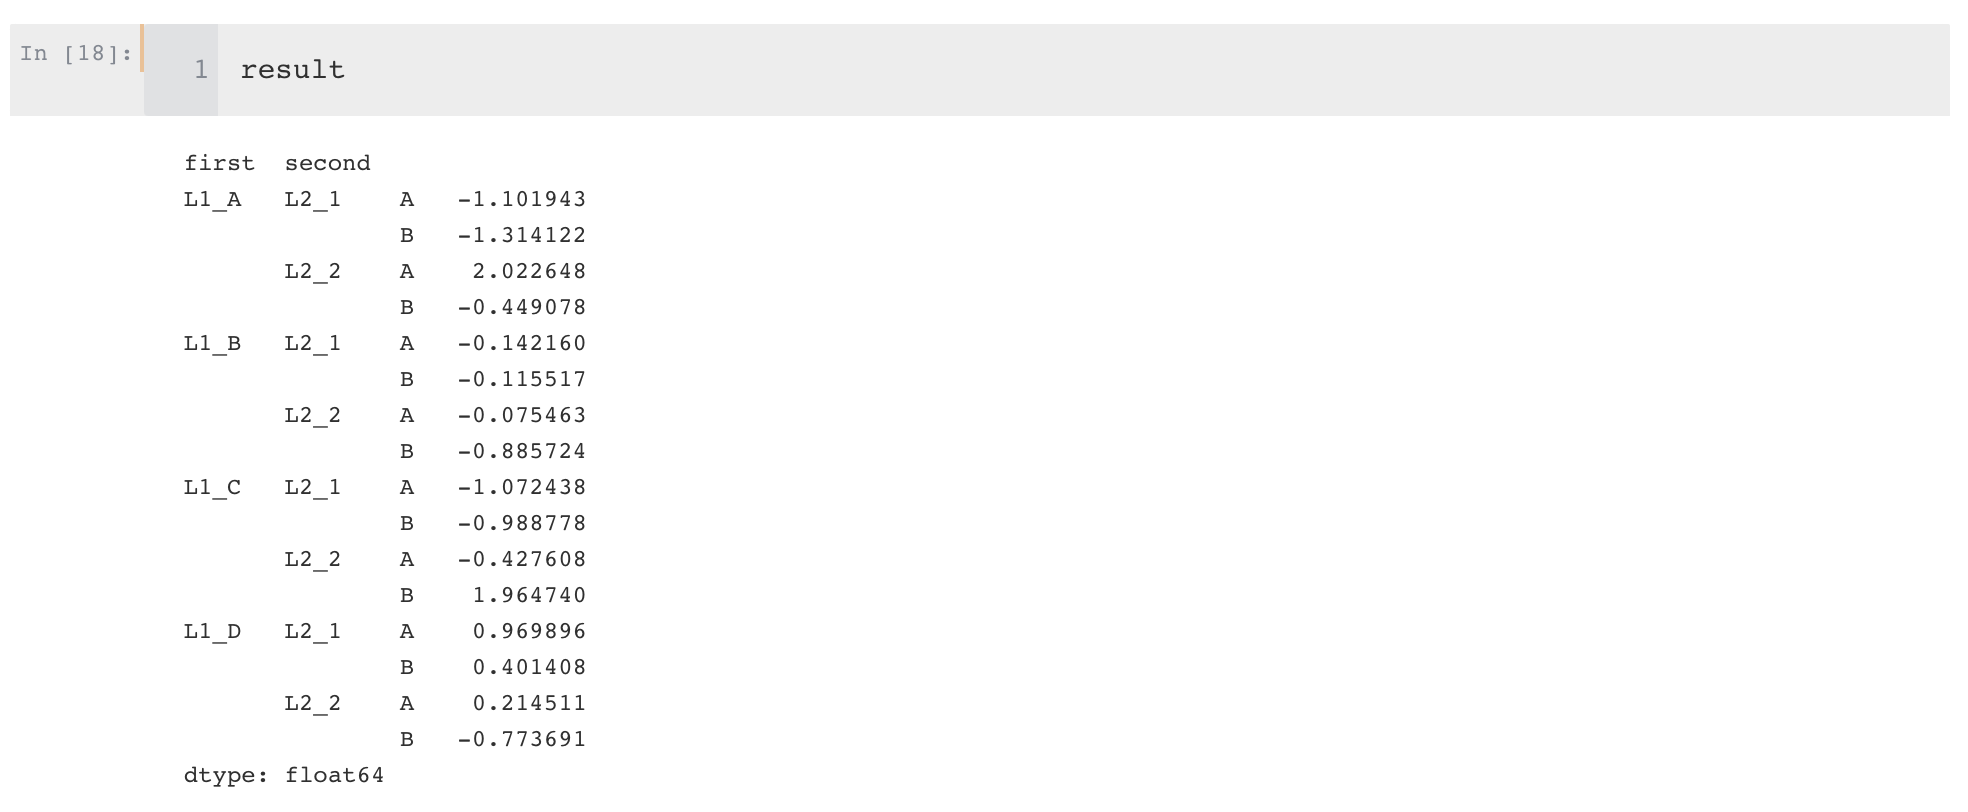 In [18]:
1 result
first  second
L1_A   L2_1    A   -1.101943
               B   -1.314122
       L2_2    A    2.022648
               B   -0.449078
L1_B   L2_1    A   -0.142160
               B   -0.115517
       L2_2    A   -0.075463
               B   -0.885724
L1_C   L2_1    A   -1.072438
               B   -0.988778
       L2_2    A   -0.427608
               B    1.964740
L1_D   L2_1    A    0.969896
               B    0.401408
       L2_2    A    0.214511
               B   -0.773691
dtype: float64